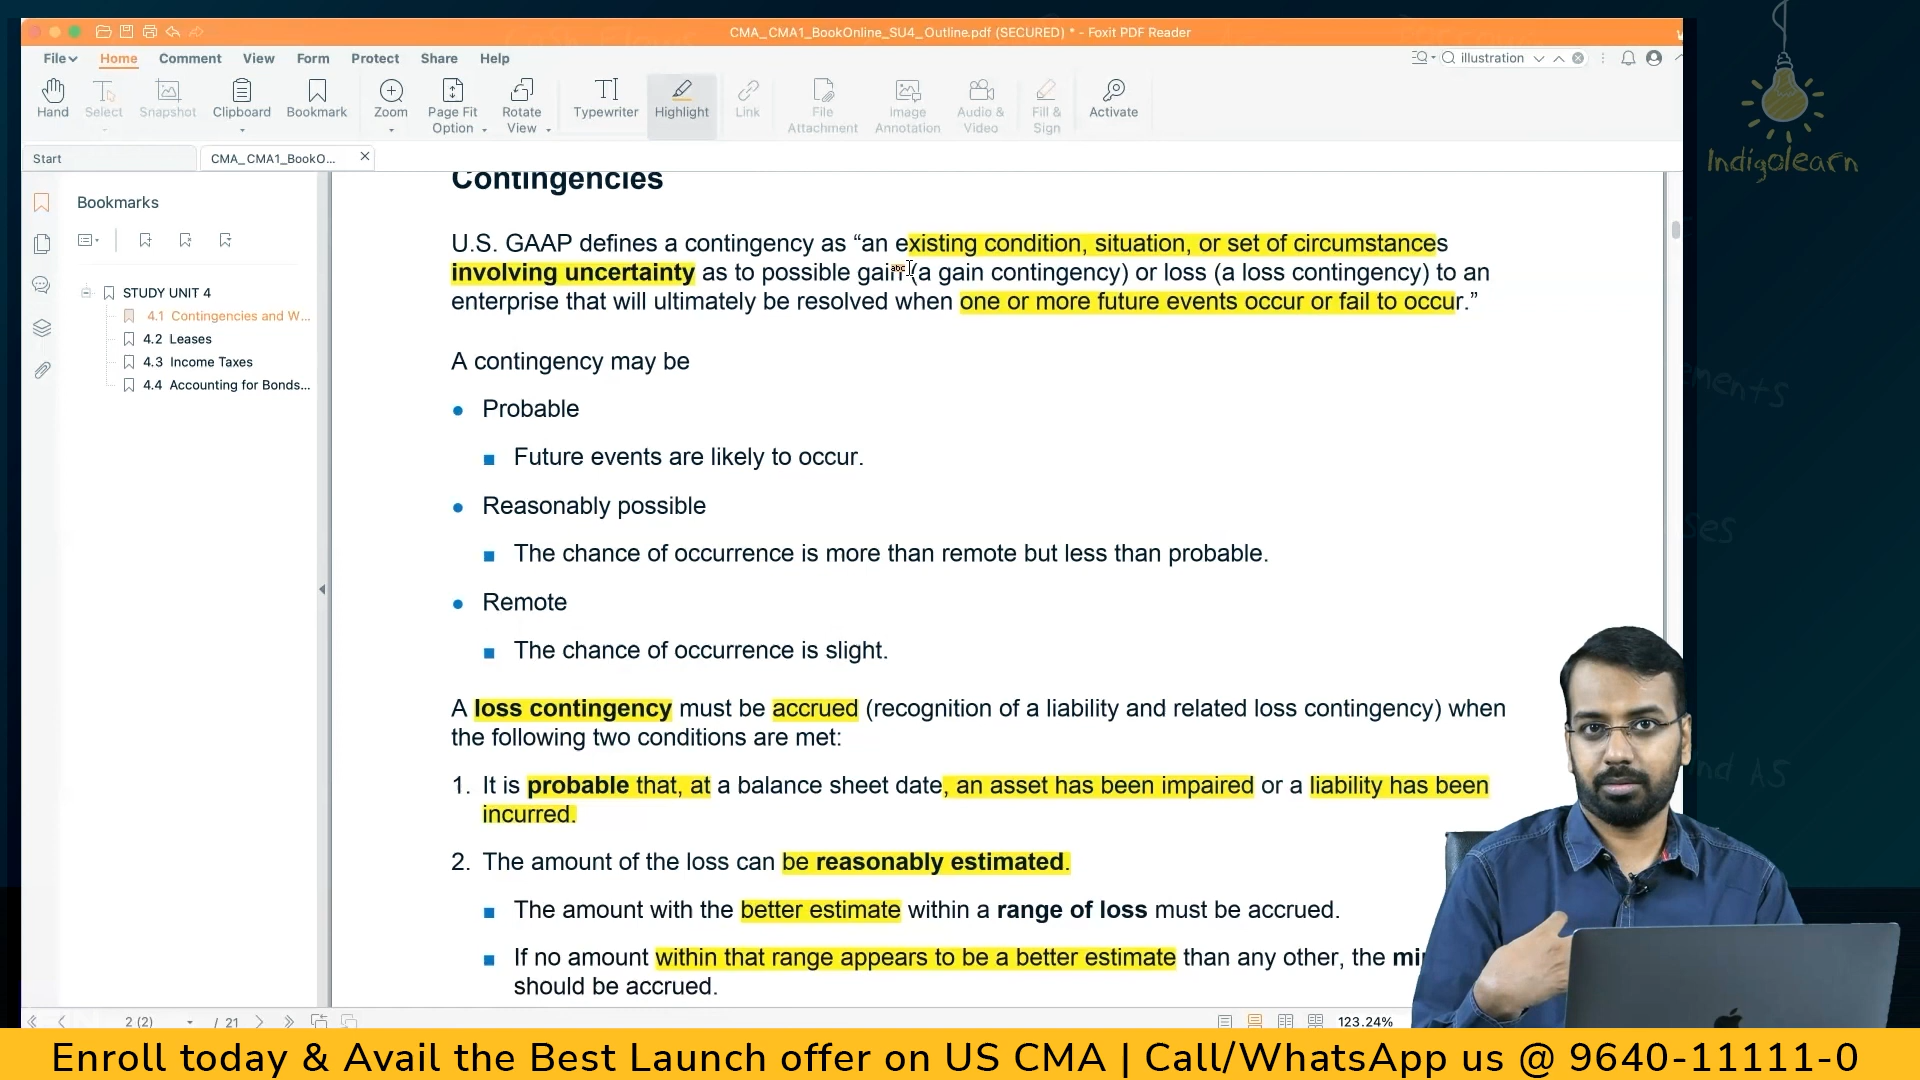 CMA_CMA1_BookOnline_SU4_Outline.pdf (SECURED) * - Foxit PDF Reader
File Home Comment View Form Protect Share Help
illustration
Hand Select Snapshot Clipboard Bookmark Zoom Page Fit Option Rotate View Typewriter Highlight Link File Attachment Image Annotation Audio & Video Fill & Sign Activate
Indigolearn
Start CMA_CMA1_BookO...
Bookmarks
STUDY UNIT 4
4.1 Contingencies and W...
4.2 Leases
4.3 Income Taxes
4.4 Accounting for Bonds...
Contingencies
U.S. GAAP defines a contingency as “an existing condition, situation, or set of circumstances
involving uncertainty as to possible gain (a gain contingency) or loss (a loss contingency) to an
enterprise that will ultimately be resolved when one or more future events occur or fail to occur.”
A contingency may be
Probable
Future events are likely to occur.
Reasonably possible
The chance of occurrence is more than remote but less than probable.
Remote
The chance of occurrence is slight.
A loss contingency must be accrued (recognition of a liability and related loss contingency) when
the following two conditions are met:
1. It is probable that, at a balance sheet date, an asset has been impaired or a liability has been
incurred.
2. The amount of the loss can be reasonably estimated.
The amount with the better estimate within a range of loss must be accrued.
If no amount within that range appears to be a better estimate than any other, the
should be accrued.
2 (2) / 21
123.24%
Enroll today & Avail the Best Launch offer on US CMA | Call/WhatsApp us @ 9640-11111-0